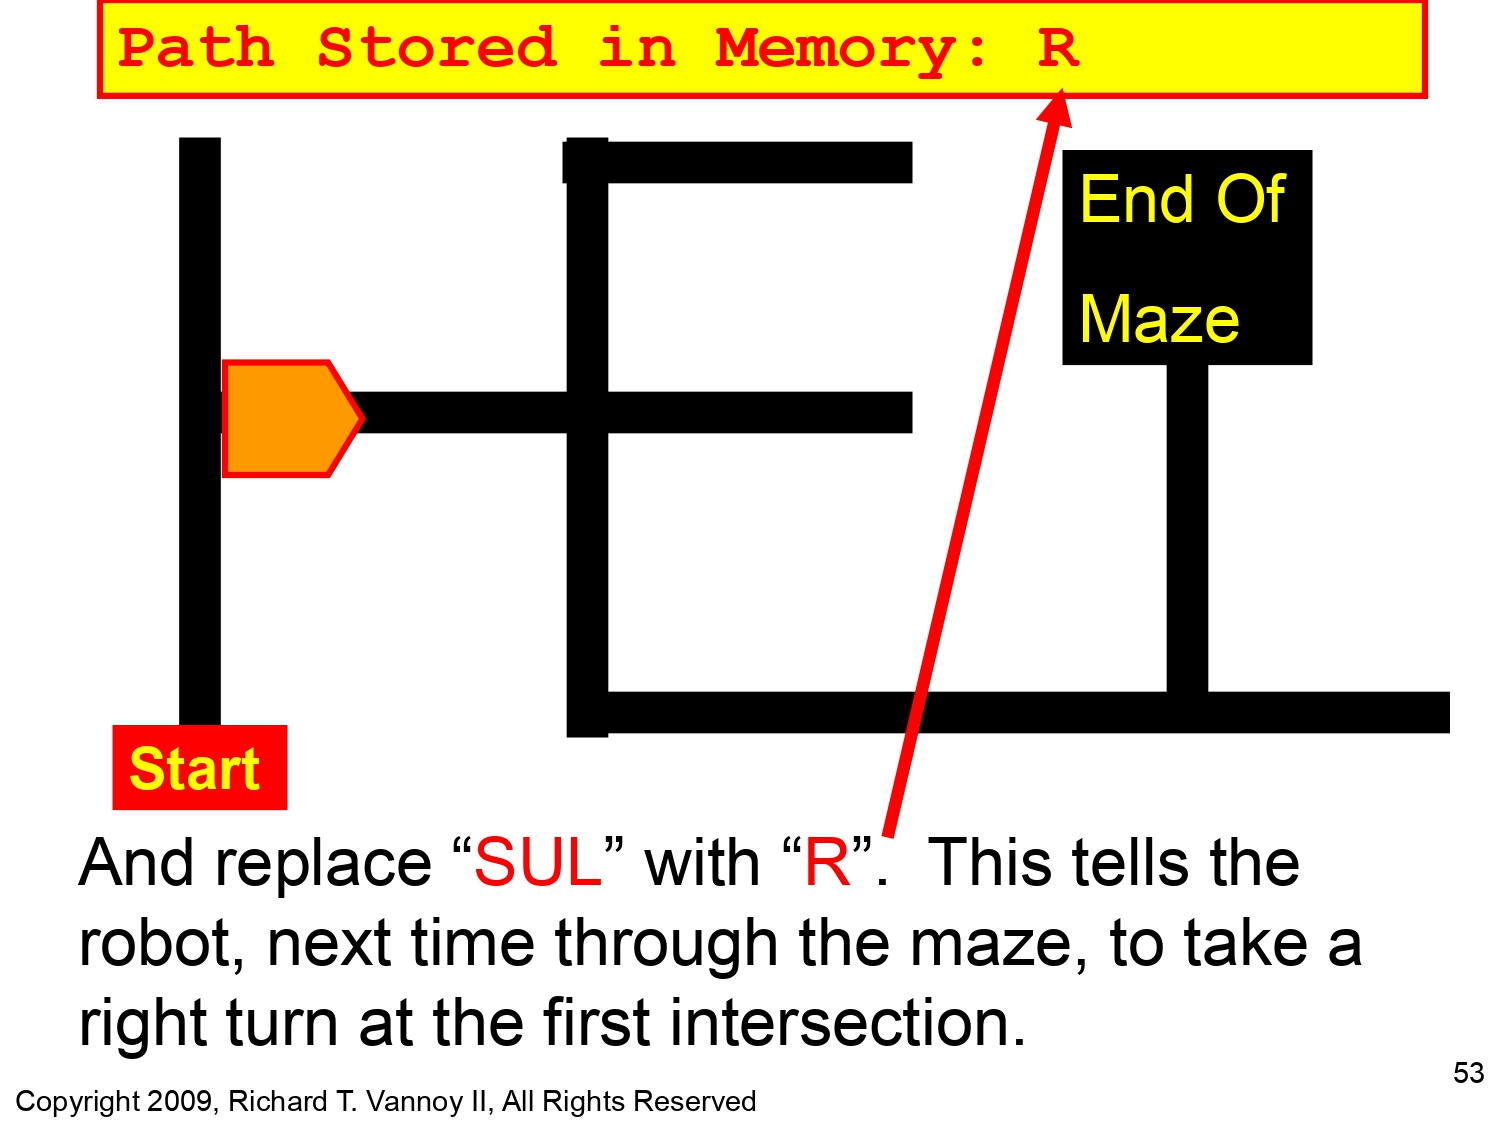 Path Stored in Memory: R
End Of
Maze
Start
And replace “SUL” with “R”.  This tells the
robot, next time through the maze, to take a
right turn at the first intersection.
53
Copyright 2009, Richard T. Vannoy II, All Rights Reserved